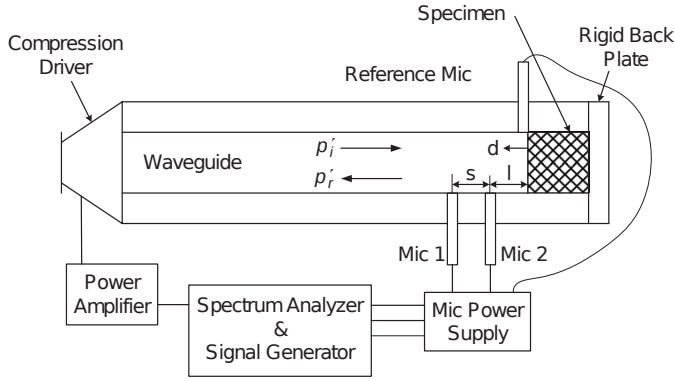 Specimen
Compression
Driver
Rigid Back
Plate
Reference Mic
p′i
d
Waveguide
p′r
s
l
Mic 1
Mic 2
Power
Amplifier
Spectrum Analyzer
&
Signal Generator
Mic Power
Supply